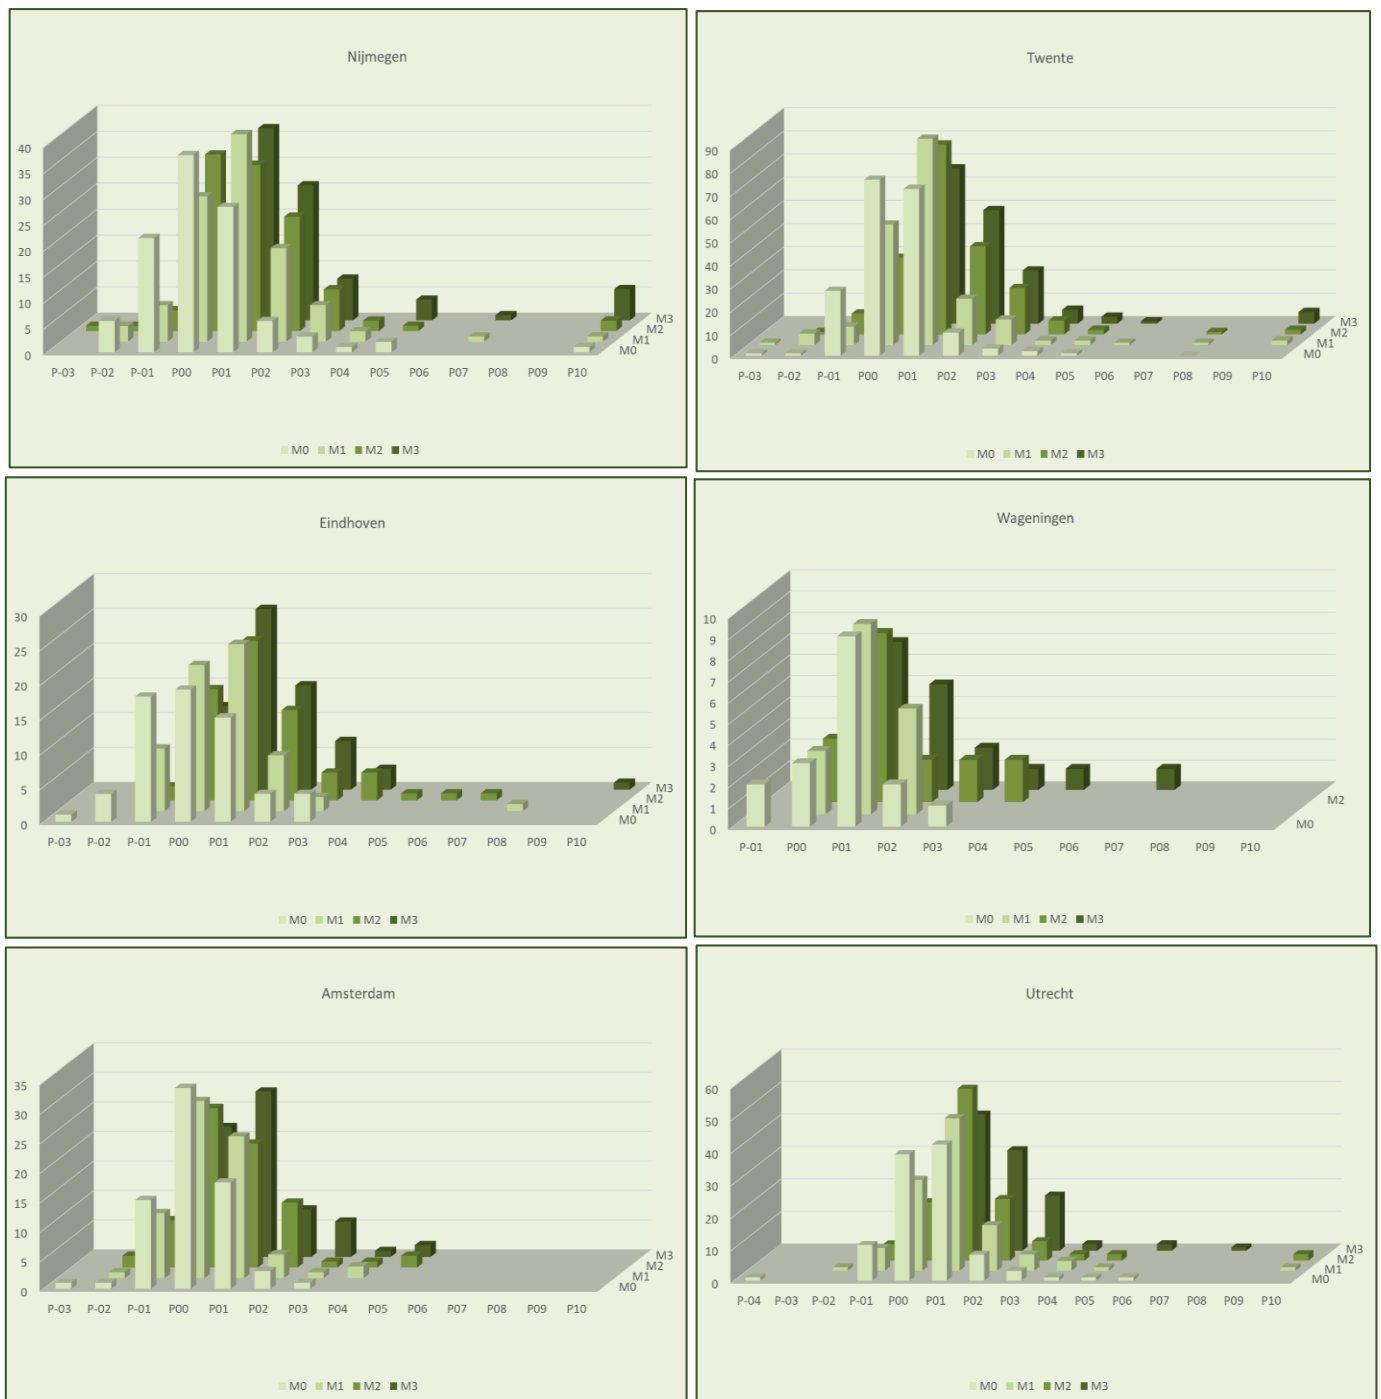 Nijmegen
40
35
30
25
20
15
10
5
0
P-03 P-02 P-01 P00 P01 P02 P03 P04 P05 P06 P07 P08 P09 P10
M3
M2
M1
M0
M0 M1 M2 M3
Twente
90
80
70
60
50
40
30
20
10
0
P-03 P-02 P-01 P00 P01 P02 P03 P04 P05 P06 P07 P08 P09 P10
M3
M2
M1
M0
M0 M1 M2 M3
Eindhoven
30
25
20
15
10
5
0
P-03 P-02 P-01 P00 P01 P02 P03 P04 P05 P06 P07 P08 P09 P10
M3
M2
M1
M0
M0 M1 M2 M3
Wageningen
10
9
8
7
6
5
4
3
2
1
0
P-01 P00 P01 P02 P03 P04 P05 P06 P07 P08 P09 P10
M2
M0
M0 M1 M2 M3
Amsterdam
35
30
25
20
15
10
5
0
P-03 P-02 P-01 P00 P01 P02 P03 P04 P05 P06 P07 P08 P09 P10
M3
M2
M1
M0
M0 M1 M2 M3
Utrecht
60
50
40
30
20
10
0
P-04 P-03 P-02 P-01 P00 P01 P02 P03 P04 P05 P06 P07 P08 P09 P10
M3
M2
M1
M0
M0 M1 M2 M3